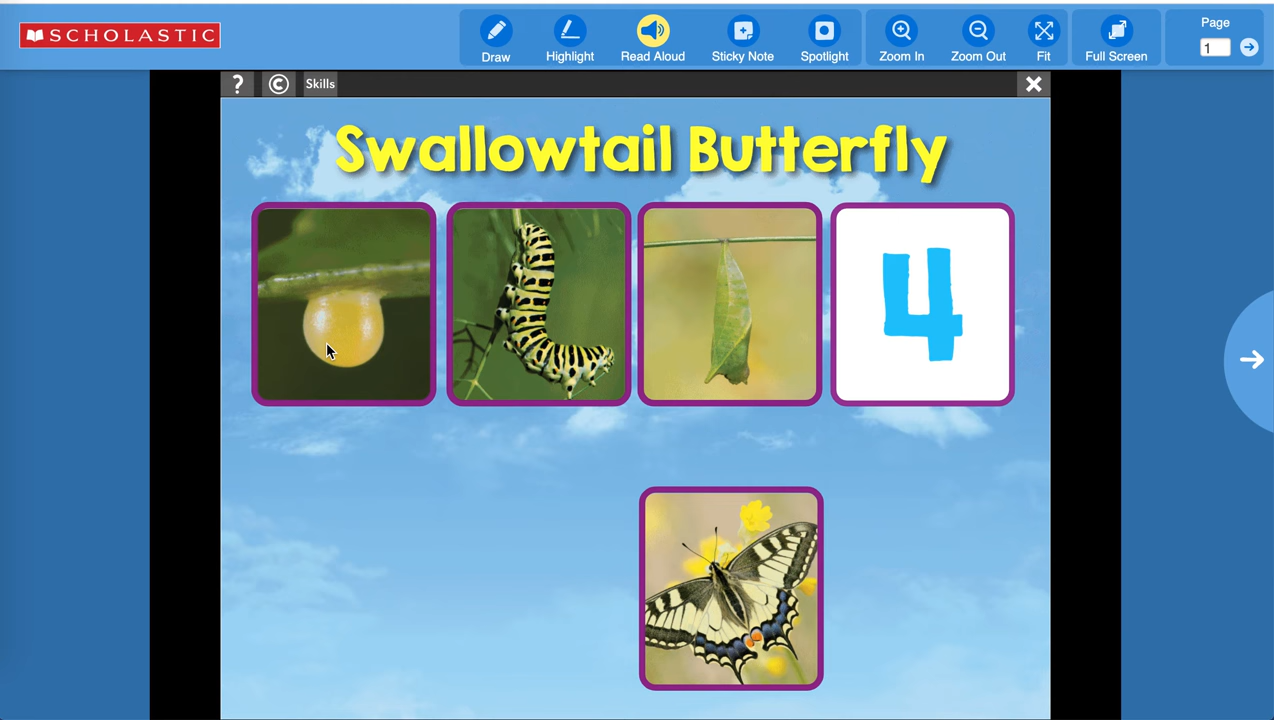 SCHOLASTIC
Draw
Highlight
Read Aloud
Sticky Note
Spotlight
Zoom In
Zoom Out
Fit
Full Screen
Page
1
? © Skills
Swallowtail Butterfly
4